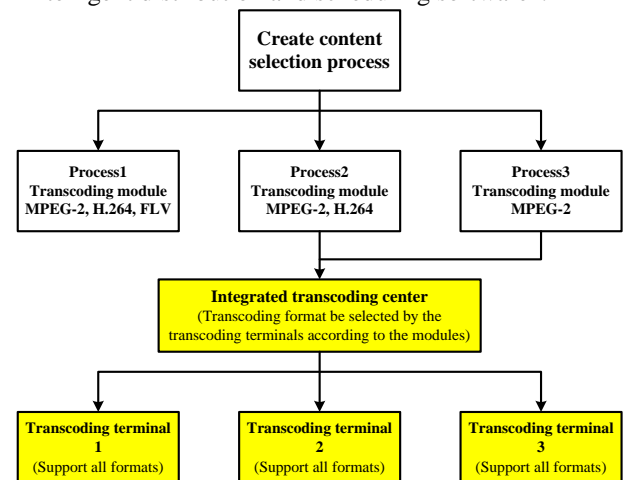 Create content
selection process
Process1
Transcoding module
MPEG-2, H.264, FLV
Process2
Transcoding module
MPEG-2, H.264
Process3
Transcoding module
MPEG-2
Integrated transcoding center
(Transcoding format be selected by the
transcoding terminals according to the modules)
Transcoding terminal
1
(Support all formats)
Transcoding terminal
2
(Support all formats)
Transcoding terminal
3
(Support all formats)